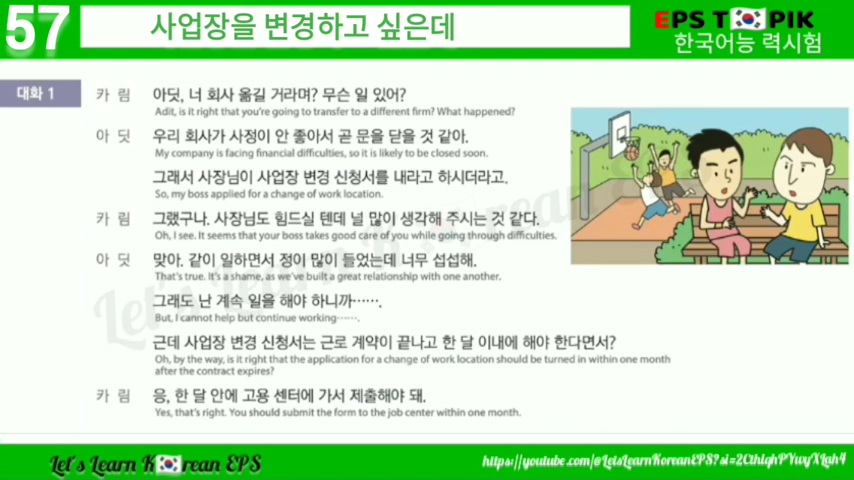 57
사업장을 변경하고 싶은데
EPS TOPIK
한국어능 력시험
대화 1
카 림 아딧, 너 회사 옮길 거라며? 무슨 일 있어?
Adit, is it right that you're going to transfer to a different firm? What happened?
아 딧 우리 회사가 사정이 안 좋아서 곧 문을 닫을 것 같아.
My company is facing financial difficulties, so it is likely to be closed soon.
그래서 사장님이 사업장 변경 신청서를 내라고 하시더라고.
So, my boss applied for a change of work location.
카 림 그랬구나. 사장님도 힘드실 텐데 널 많이 생각해 주시는 것 같다.
Oh, I see. It seems that your boss takes good care of you while going through difficulties.
아 딧 맞아. 같이 일하면서 정이 많이 들었는데 너무 섭섭해.
That's true. It's a shame, as we've built a great relationship with one another.
그래도 난 계속 일을 해야 하니까…….
But, I cannot help but continue working…….
근데 사업장 변경 신청서는 근로 계약이 끝나고 한 달 이내에 해야 한다면서?
Oh, by the way, is it right that the application for a change of work location should be turned in within one month
after the contract expires?
카 림 응, 한 달 안에 고용 센터에 가서 제출해야 돼.
Yes, that's right. You should submit the form to the job center within one month.
Let's Learn Korean EPS
Let's Learn Korean EPS